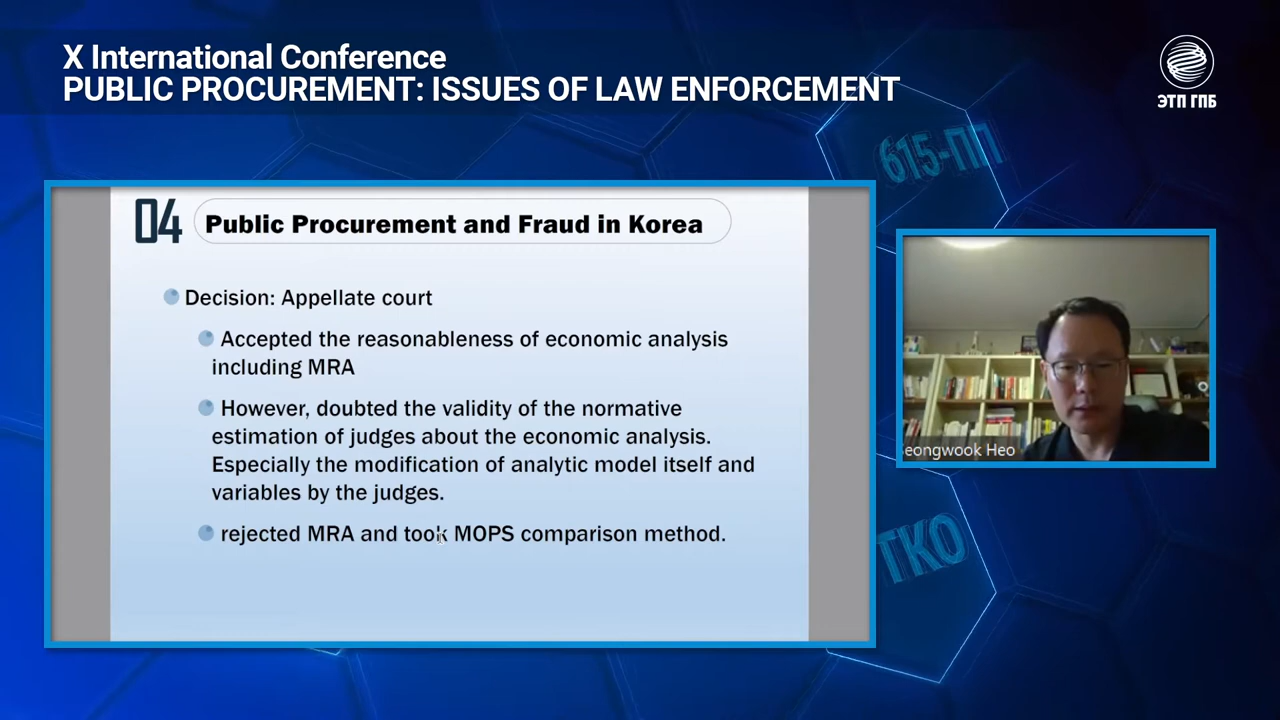 X International Conference
PUBLIC PROCUREMENT: ISSUES OF LAW ENFORCEMENT
ЭТП ГПБ
615-ПП
04
Public Procurement and Fraud in Korea
Decision: Appellate court
Accepted the reasonableness of economic analysis
including MRA
However, doubted the validity of the normative
estimation of judges about the economic analysis.
Especially the modification of analytic model itself and
variables by the judges.
rejected MRA and took MOPS comparison method.
eongwook Heo
ТКО